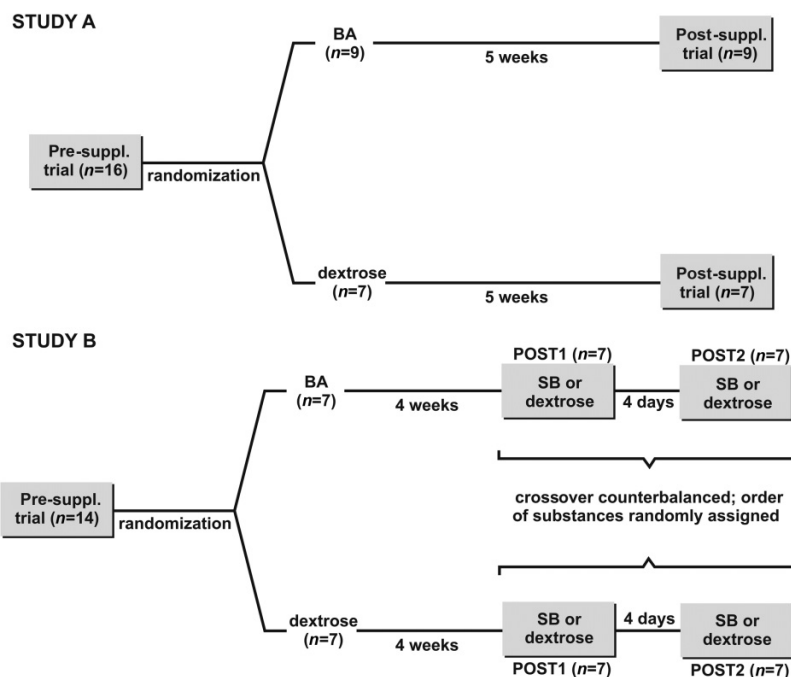 STUDY A
BA
(n=9)
5 weeks
Post-suppl.
trial (n=9)
Pre-suppl.
trial (n=16)
randomization
dextrose
(n=7)
5 weeks
Post-suppl.
trial (n=7)
STUDY B
BA
(n=7)
4 weeks
POST1 (n=7)
SB or
dextrose
4 days
POST2 (n=7)
SB or
dextrose
Pre-suppl.
trial (n=14)
randomization
crossover counterbalanced; order
of substances randomly assigned
dextrose
(n=7)
4 weeks
SB or
dextrose
POST1 (n=7)
4 days
SB or
dextrose
POST2 (n=7)